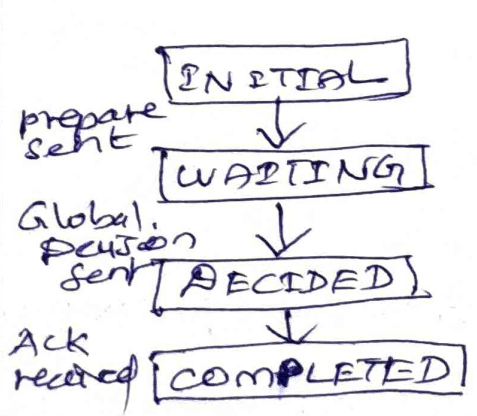 INITIAL
prepare
sent
WAITING
Global.
Decision
sent
DECIDED
Ack
received
COMPLETED